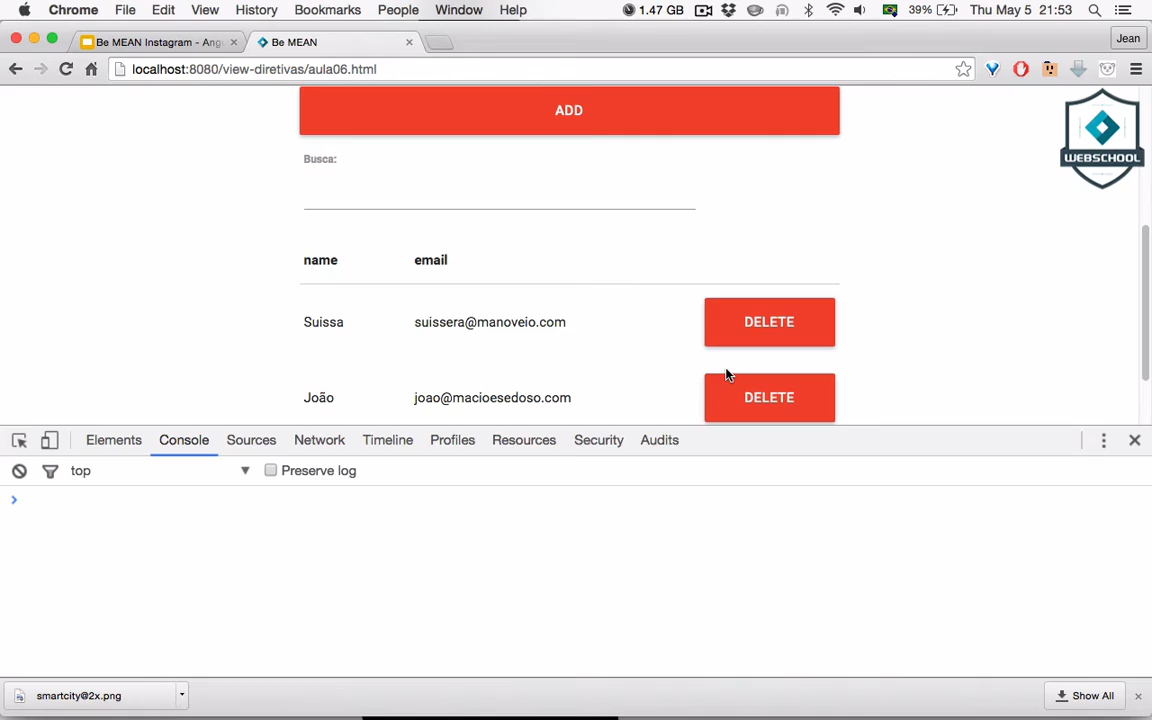 Chrome File Edit View History Bookmarks People Window Help 1.47 GB 39% Thu May 5 21:53
Be MEAN Instagram - Ang Be MEAN Jean
localhost:8080/view-diretivas/aula06.html
ADD
WEBSCHOOL
Busca:
name email
Suissa suissera@manoveio.com DELETE
João joao@macioesedoso.com DELETE
Elements Console Sources Network Timeline Profiles Resources Security Audits
top Preserve log
smartcity@2x.png Show All